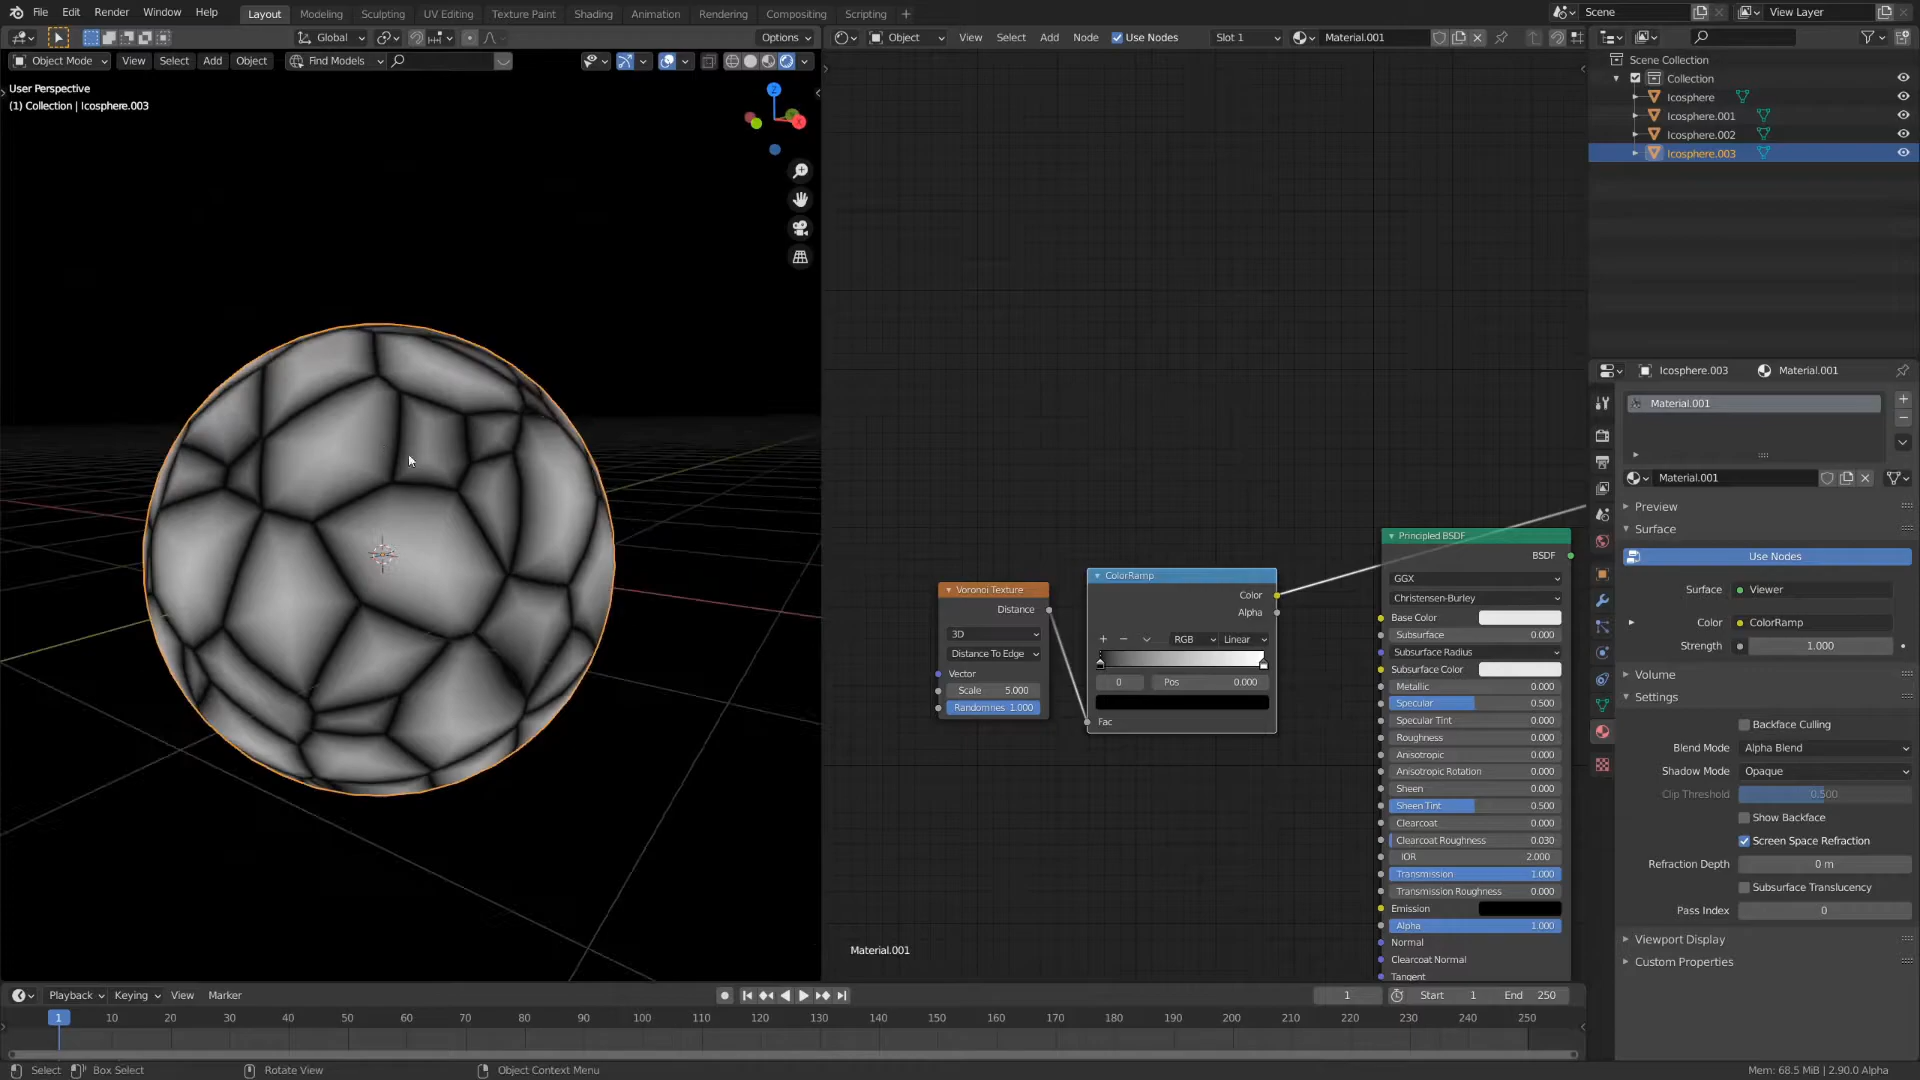 File Edit Render Window Help Layout Modeling Sculpting UV Editing Texture Paint Shading Animation Rendering Compositing Scripting + Scene View Layer
Global Options Object View Select Add Node Use Nodes Slot 1 Material.001
Object Mode View Select Add Object Find Models
User Perspective
(1) Collection | Icosphere.003
Z
X
Scene Collection
Collection
Icosphere
Icosphere.001
Icosphere.002
Icosphere.003
Voronoi Texture
Distance
3D
Distance To Edge
Vector
Scale 5.000
Randomnes 1.000
ColorRamp
Color
Alpha
RGB Linear
0 Pos 0.000
Fac
Principled BSDF
BSDF
GGX
Christensen-Burley
Base Color
Subsurface 0.000
Subsurface Radius
Subsurface Color
Metallic 0.000
Specular 0.500
Specular Tint 0.000
Roughness 0.000
Anisotropic 0.000
Anisotropic Rotation 0.000
Sheen 0.000
Sheen Tint 0.500
Clearcoat 0.000
Clearcoat Roughness 0.030
IOR 2.000
Transmission 1.000
Transmission Roughness 0.000
Emission
Alpha 1.000
Normal
Clearcoat Normal
Tangent
Material.001
Icosphere.003 Material.001
Material.001
Material.001
Preview
Surface
Use Nodes
Surface Viewer
Color ColorRamp
Strength 1.000
Volume
Settings
Backface Culling
Blend Mode Alpha Blend
Shadow Mode Opaque
Clip Threshold 0.500
Show Backface
Screen Space Refraction
Refraction Depth 0 m
Subsurface Translucency
Pass Index 0
Viewport Display
Custom Properties
Playback Keying View Marker 1 Start 1 End 250
1 10 20 30 40 50 60 70 80 90 100 110 120 130 140 150 160 170 180 190 200 210 220 230 240 250
Select Box Select Rotate View Object Context Menu Mem: 68.5 MiB | 2.90.0 Alpha